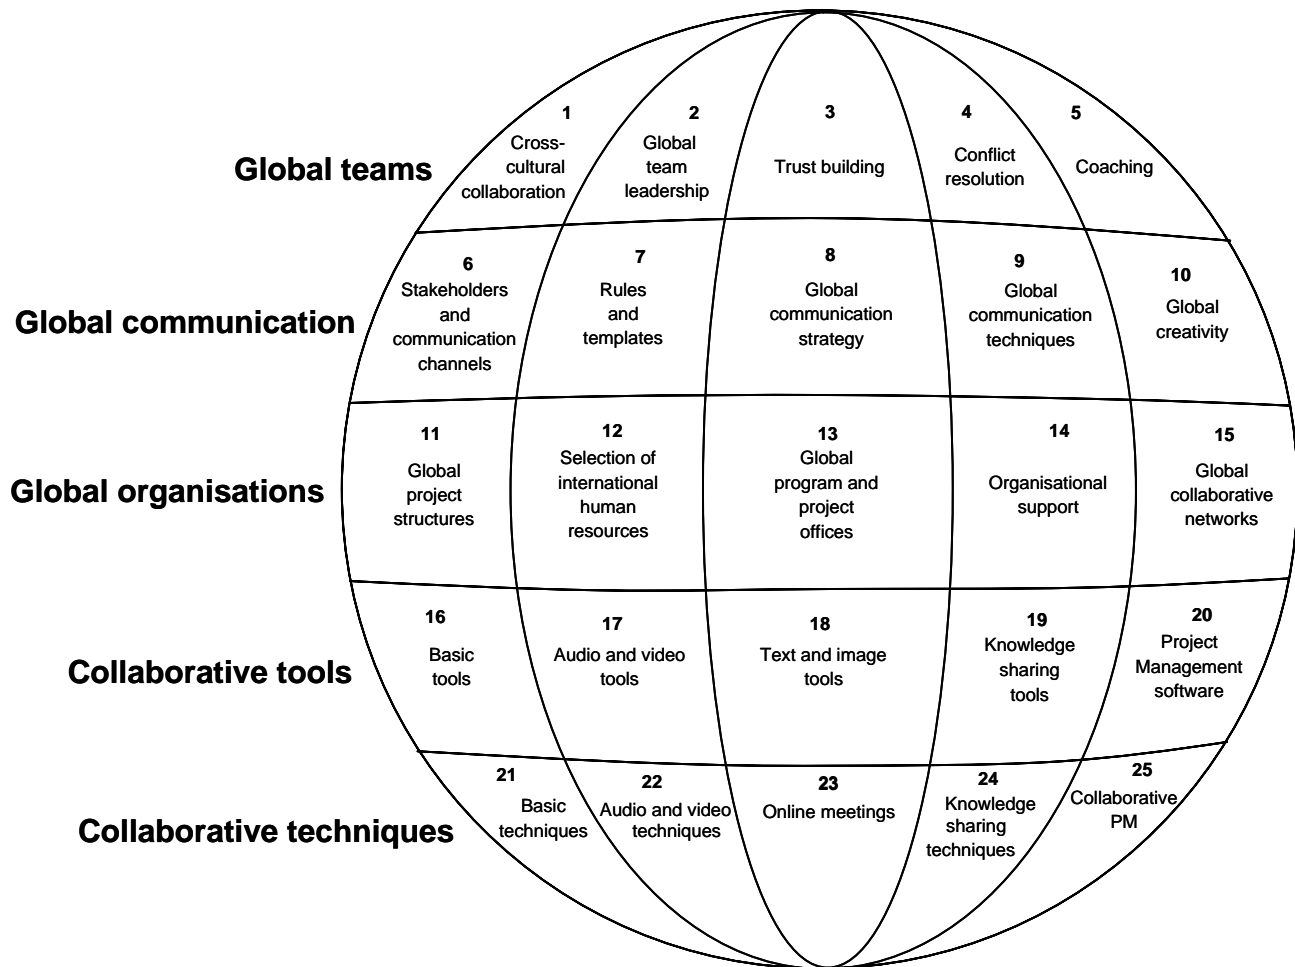 1
2
3
4
5
Global teams
Cross-
cultural
collaboration
Global
team
leadership
Trust building
Conflict
resolution
Coaching
6
7
8
9
10
Global communication
Stakeholders
and
communication
channels
Rules
and
templates
Global
communication
strategy
Global
communication
techniques
Global
creativity
11
12
13
14
15
Global organisations
Global
project
structures
Selection of
international
human
resources
Global
program and
project
offices
Organisational
support
Global
collaborative
networks
16
17
18
19
20
Collaborative tools
Basic
tools
Audio and video
tools
Text and image
tools
Knowledge
sharing
tools
Project
Management
software
21
22
23
24
25
Collaborative techniques
Basic
techniques
Audio and video
techniques
Online meetings
Knowledge
sharing
techniques
Collaborative
PM